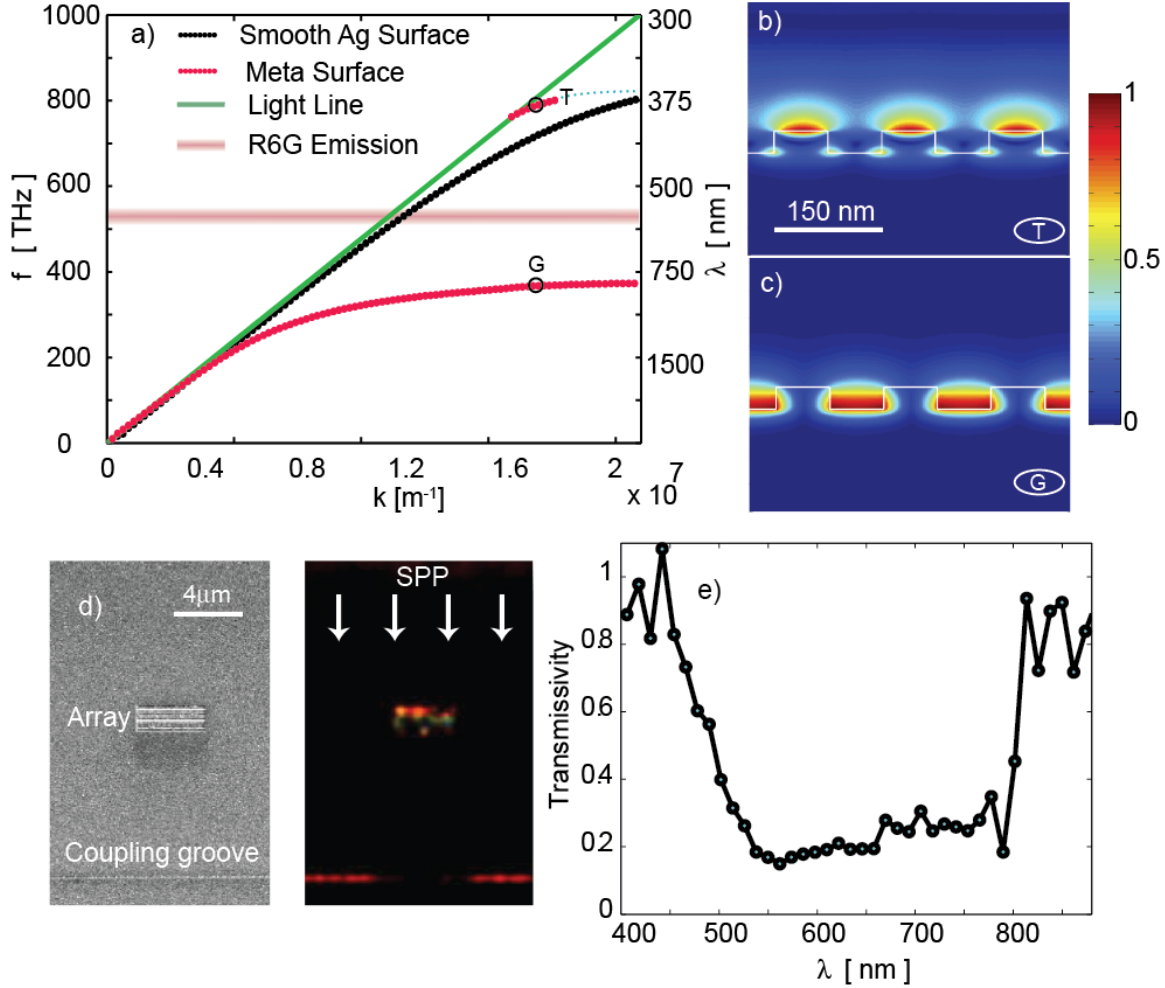 a)
Smooth Ag Surface
Meta Surface
Light Line
R6G Emission
1000
800
600
400
200
0
f [ THz ]
0 0.4 0.8 1.2 1.6 2
k [m⁻¹]
x 10⁷
300
375
500
750
1500
λ [ nm ]
T
G
b)
150 nm
T
c)
G
1
0.5
0
d)
4μm
Array
Coupling groove
SPP
e)
1
0.8
0.6
0.4
0.2
0
Transmissivity
400 500 600 700 800
λ [ nm ]